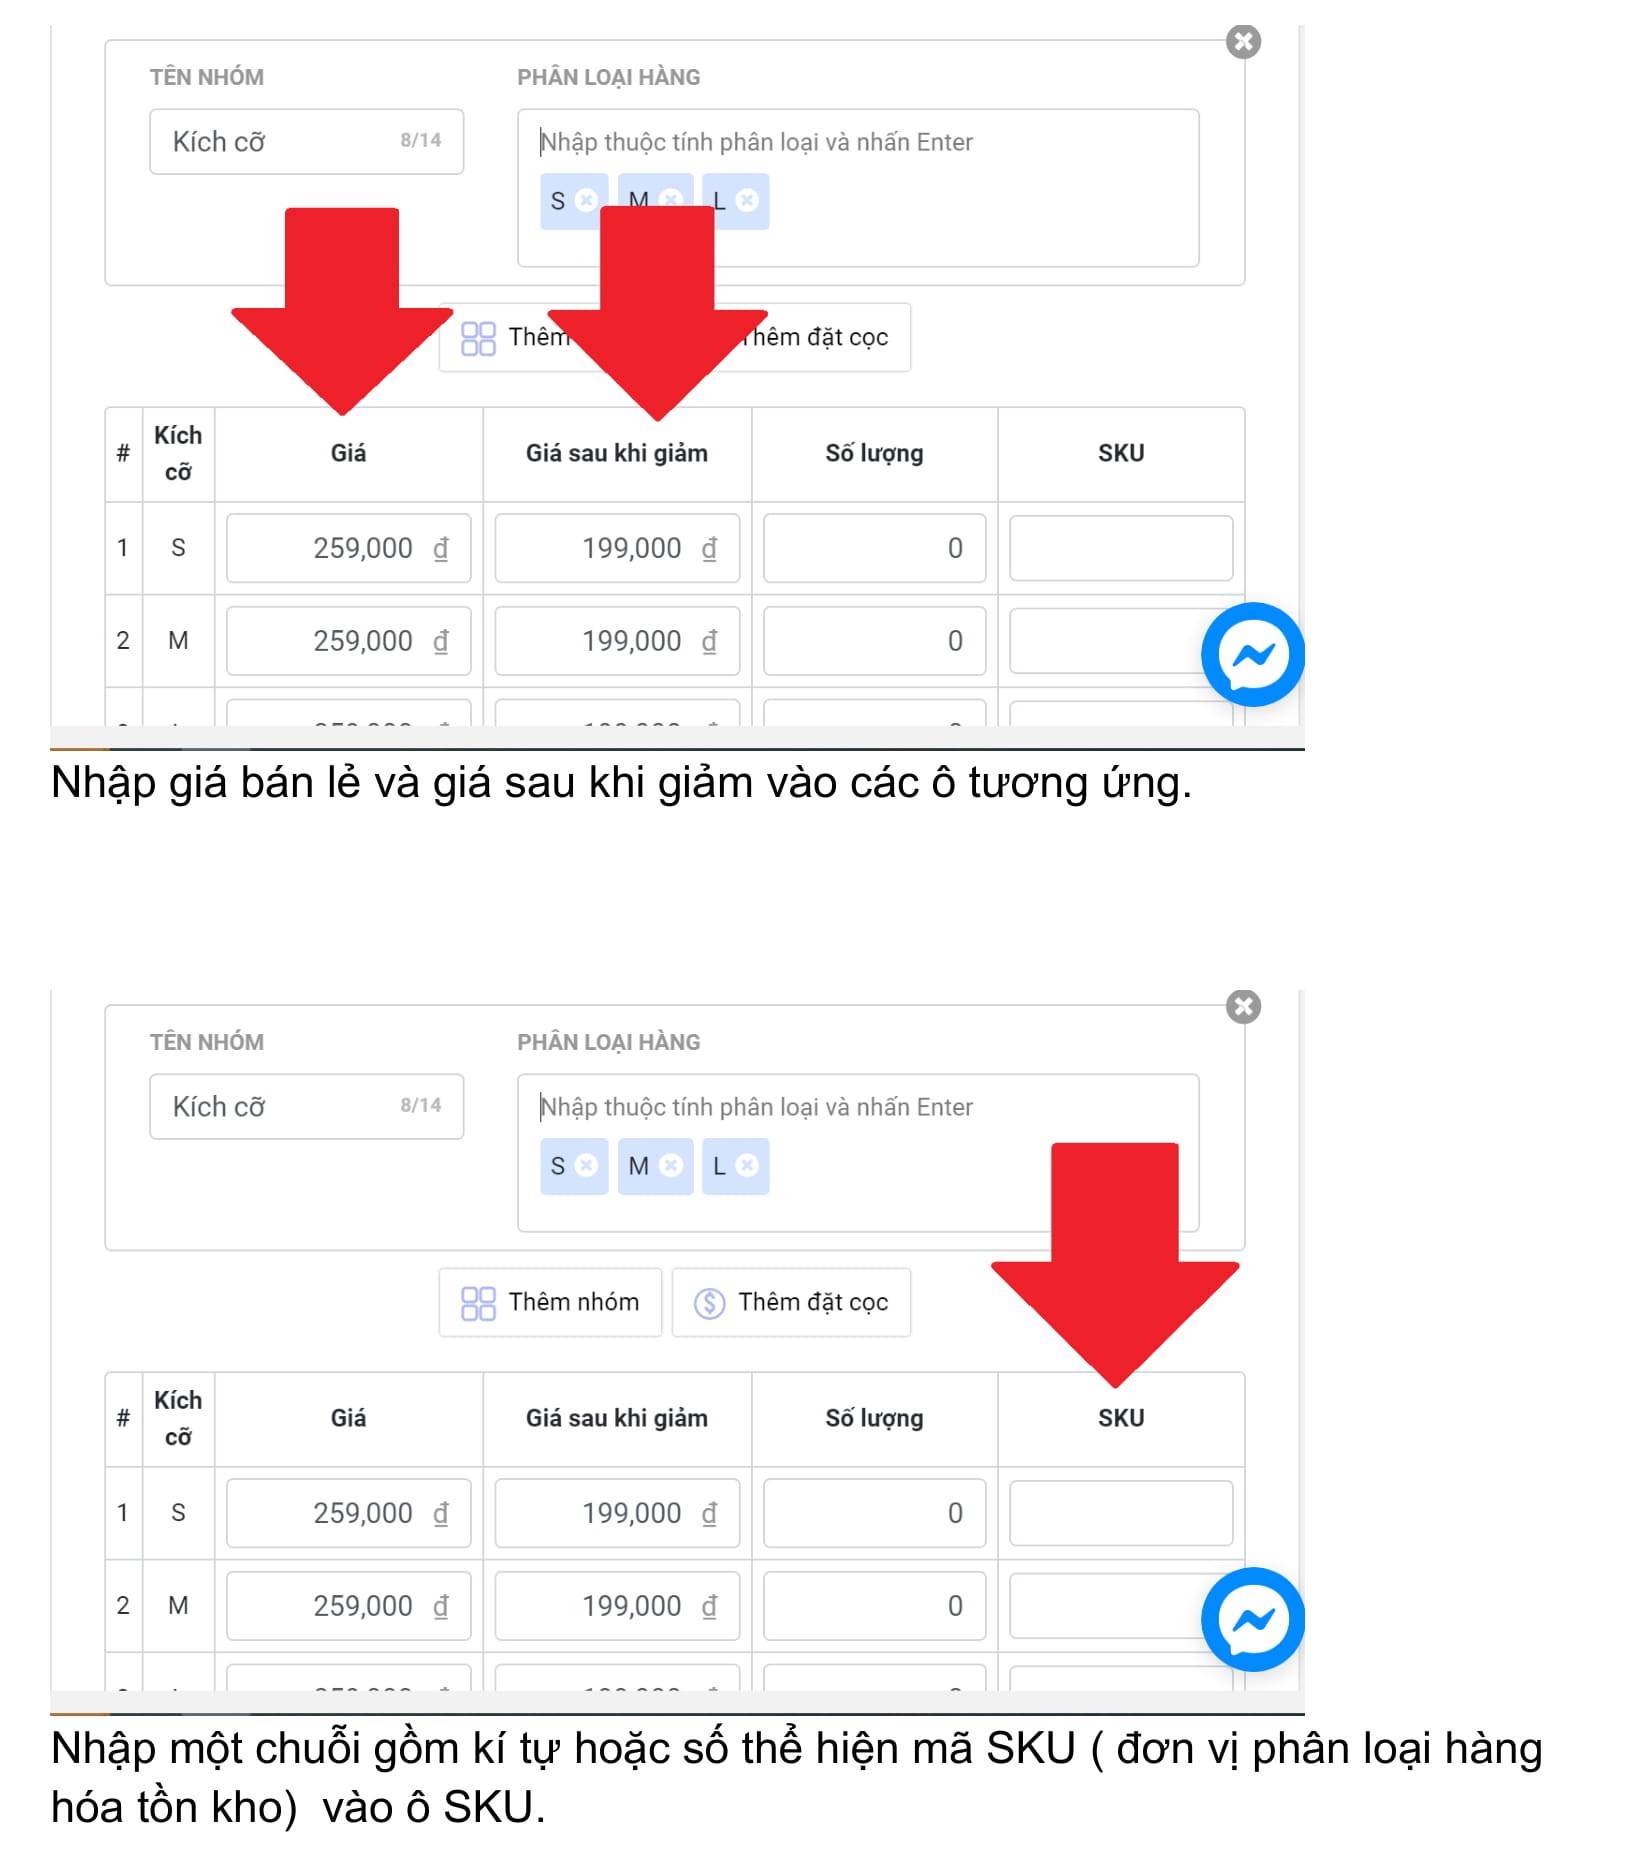 TÊN NHÓM PHÂN LOẠI HÀNG
Kích cỡ 8/14 Nhập thuộc tính phân loại và nhấn Enter
S M L
Thêm Thêm đặt cọc
# Kích cỡ Giá Giá sau khi giảm Số lượng SKU
1 S 259,000 đ 199,000 đ 0
2 M 259,000 đ 199,000 đ 0
Nhập giá bán lẻ và giá sau khi giảm vào các ô tương ứng.
TÊN NHÓM PHÂN LOẠI HÀNG
Kích cỡ 8/14 Nhập thuộc tính phân loại và nhấn Enter
S M L
Thêm nhóm Thêm đặt cọc
# Kích cỡ Giá Giá sau khi giảm Số lượng SKU
1 S 259,000 đ 199,000 đ 0
2 M 259,000 đ 199,000 đ 0
Nhập một chuỗi gồm kí tự hoặc số thể hiện mã SKU ( đơn vị phân loại hàng
hóa tồn kho)  vào ô SKU.